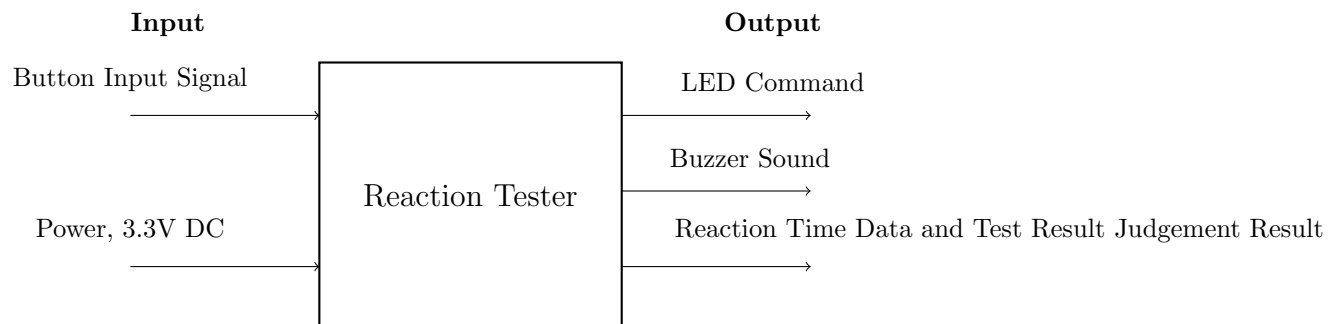 Input
Output
Button Input Signal
LED Command
Buzzer Sound
Reaction Tester
Power, 3.3V DC
Reaction Time Data and Test Result Judgement Result